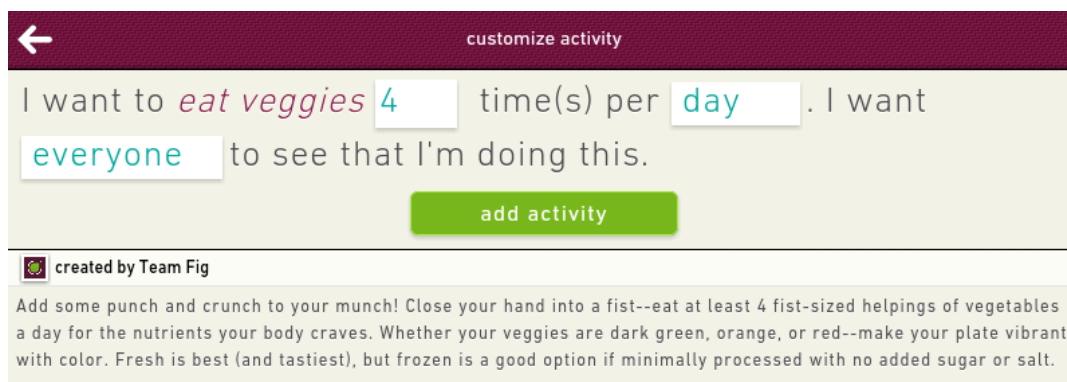 customize activity
I want to eat veggies 4 time(s) per day . I want
everyone to see that I'm doing this.
add activity
created by Team Fig
Add some punch and crunch to your munch! Close your hand into a fist--eat at least 4 fist-sized helpings of vegetables
a day for the nutrients your body craves. Whether your veggies are dark green, orange, or red--make your plate vibrant
with color. Fresh is best (and tastiest), but frozen is a good option if minimally processed with no added sugar or salt.